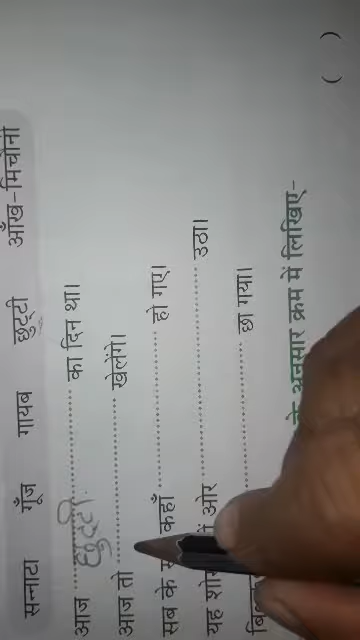 सन्नाटा गूँज गायब छुट्टी आँख-मिचौनी
आज छुट्टी का दिन था।
आज तो .......... खेलेंगे।
सब के कहाँ .......... हो गए।
यह ओर .......... उठा।
.......... छा गया।
अनुसार क्रम में लिखिए-
( )